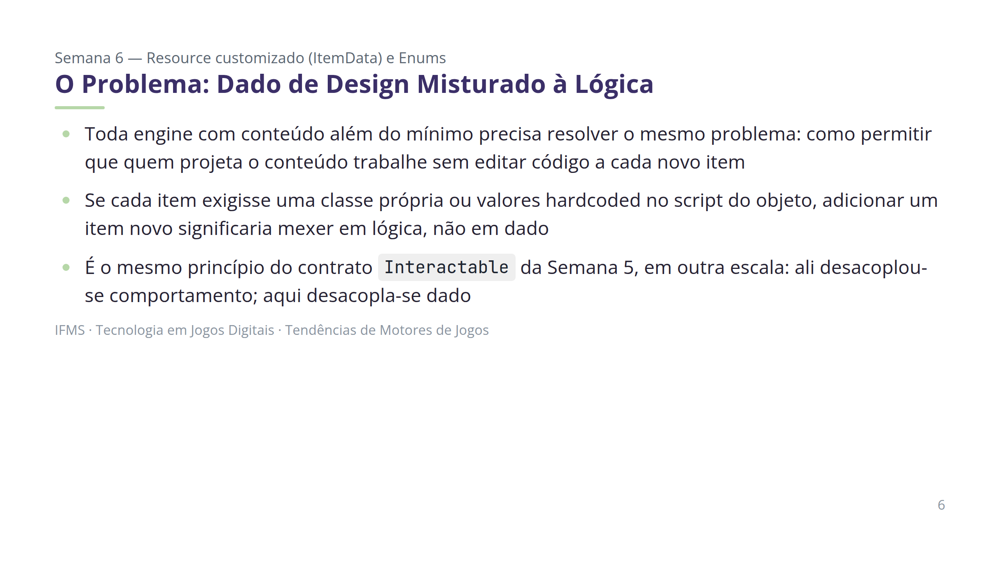 Semana 6 — Resource customizado (ItemData) e Enums
O Problema: Dado de Design Misturado à Lógica
• Toda engine com conteúdo além do mínimo precisa resolver o mesmo problema: como permitir
que quem projeta o conteúdo trabalhe sem editar código a cada novo item
• Se cada item exigisse uma classe própria ou valores hardcoded no script do objeto, adicionar um
item novo significaria mexer em lógica, não em dado
• É o mesmo princípio do contrato Interactable da Semana 5, em outra escala: ali desacoplou-
se comportamento; aqui desacopla-se dado
IFMS · Tecnologia em Jogos Digitais · Tendências de Motores de Jogos
6